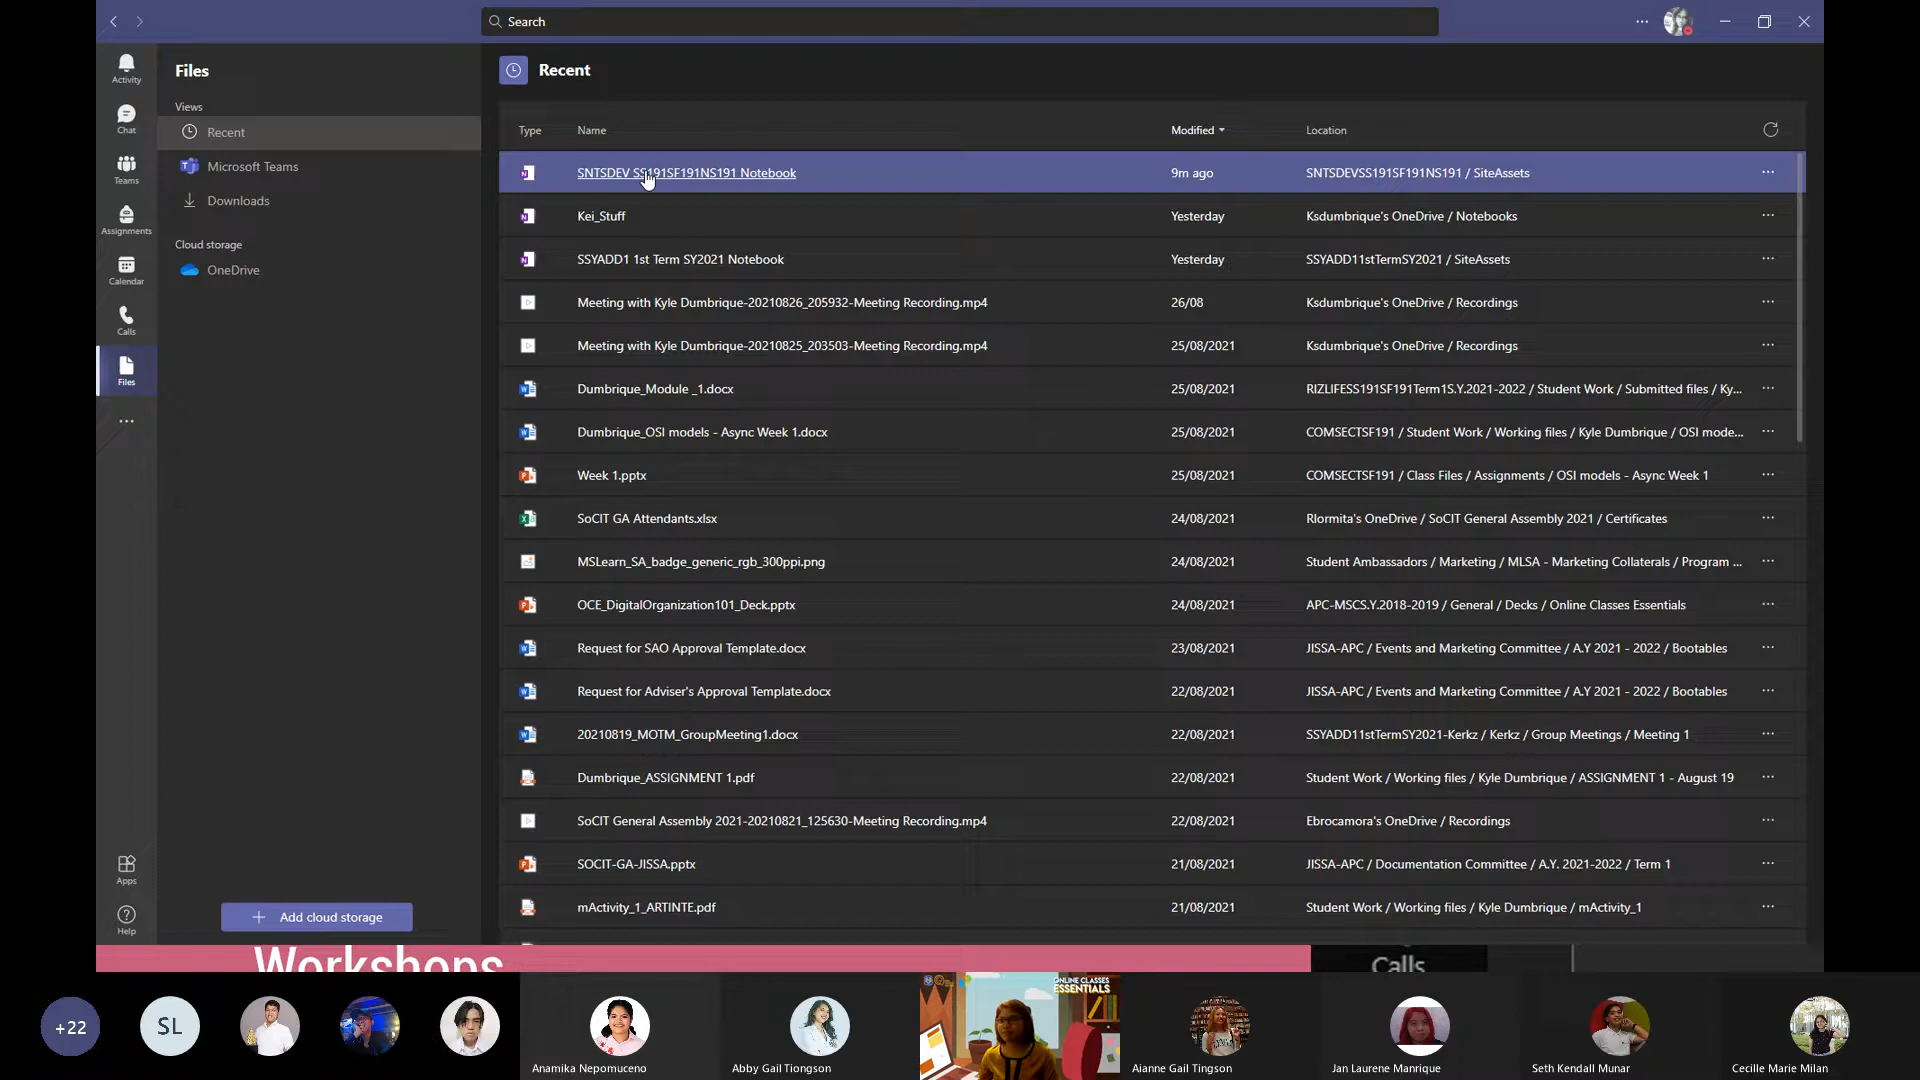 Search
Activity
Chat
Teams
Assignments
Calendar
Calls
Files
Apps
Help
Files
Views
Recent
Microsoft Teams
Downloads
Cloud storage
OneDrive
Add cloud storage
Recent
Type Name Modified Location
SNTSDEV SS191SF191NS191 Notebook 9m ago SNTSDEVSS191SF191NS191 / SiteAssets
Kei_Stuff Yesterday Ksdumbrique's OneDrive / Notebooks
SSYADD1 1st Term SY2021 Notebook Yesterday SSYADD11stTermSY2021 / SiteAssets
Meeting with Kyle Dumbrique-20210826_205932-Meeting Recording.mp4 26/08 Ksdumbrique's OneDrive / Recordings
Meeting with Kyle Dumbrique-20210825_203503-Meeting Recording.mp4 25/08/2021 Ksdumbrique's OneDrive / Recordings
Dumbrique_Module _1.docx 25/08/2021 RIZLIFESS191SF191Term1S.Y.2021-2022 / Student Work / Submitted files / Ky...
Dumbrique_OSI models - Async Week 1.docx 25/08/2021 COMSECTSF191 / Student Work / Working files / Kyle Dumbrique / OSI mode...
Week 1.pptx 25/08/2021 COMSECTSF191 / Class Files / Assignments / OSI models - Async Week 1
SoCIT GA Attendants.xlsx 24/08/2021 Rlormita's OneDrive / SoCIT General Assembly 2021 / Certificates
MSLearn_SA_badge_generic_rgb_300ppi.png 24/08/2021 Student Ambassadors / Marketing / MLSA - Marketing Collaterals / Program ...
OCE_DigitalOrganization101_Deck.pptx 24/08/2021 APC-MSCS.Y.2018-2019 / General / Decks / Online Classes Essentials
Request for SAO Approval Template.docx 23/08/2021 JISSA-APC / Events and Marketing Committee / A.Y 2021 - 2022 / Bootables
Request for Adviser's Approval Template.docx 22/08/2021 JISSA-APC / Events and Marketing Committee / A.Y 2021 - 2022 / Bootables
20210819_MOTM_GroupMeeting1.docx 22/08/2021 SSYADD11stTermSY2021-Kerkz / Kerkz / Group Meetings / Meeting 1
Dumbrique_ASSIGNMENT 1.pdf 22/08/2021 Student Work / Working files / Kyle Dumbrique / ASSIGNMENT 1 - August 19
SoCIT General Assembly 2021-20210821_125630-Meeting Recording.mp4 22/08/2021 Ebrocamora's OneDrive / Recordings
SOCIT-GA-JISSA.pptx 21/08/2021 JISSA-APC / Documentation Committee / A.Y. 2021-2022 / Term 1
mActivity_1_ARTINTE.pdf 21/08/2021 Student Work / Working files / Kyle Dumbrique / mActivity_1
Workshops
Calls
+22
SL
ONLINE CLASSES
ESSENTIALS
Anamika Nepomuceno
Abby Gail Tiongson
Aianne Gail Tingson
Jan Laurene Manrique
Seth Kendall Munar
Cecille Marie Milan